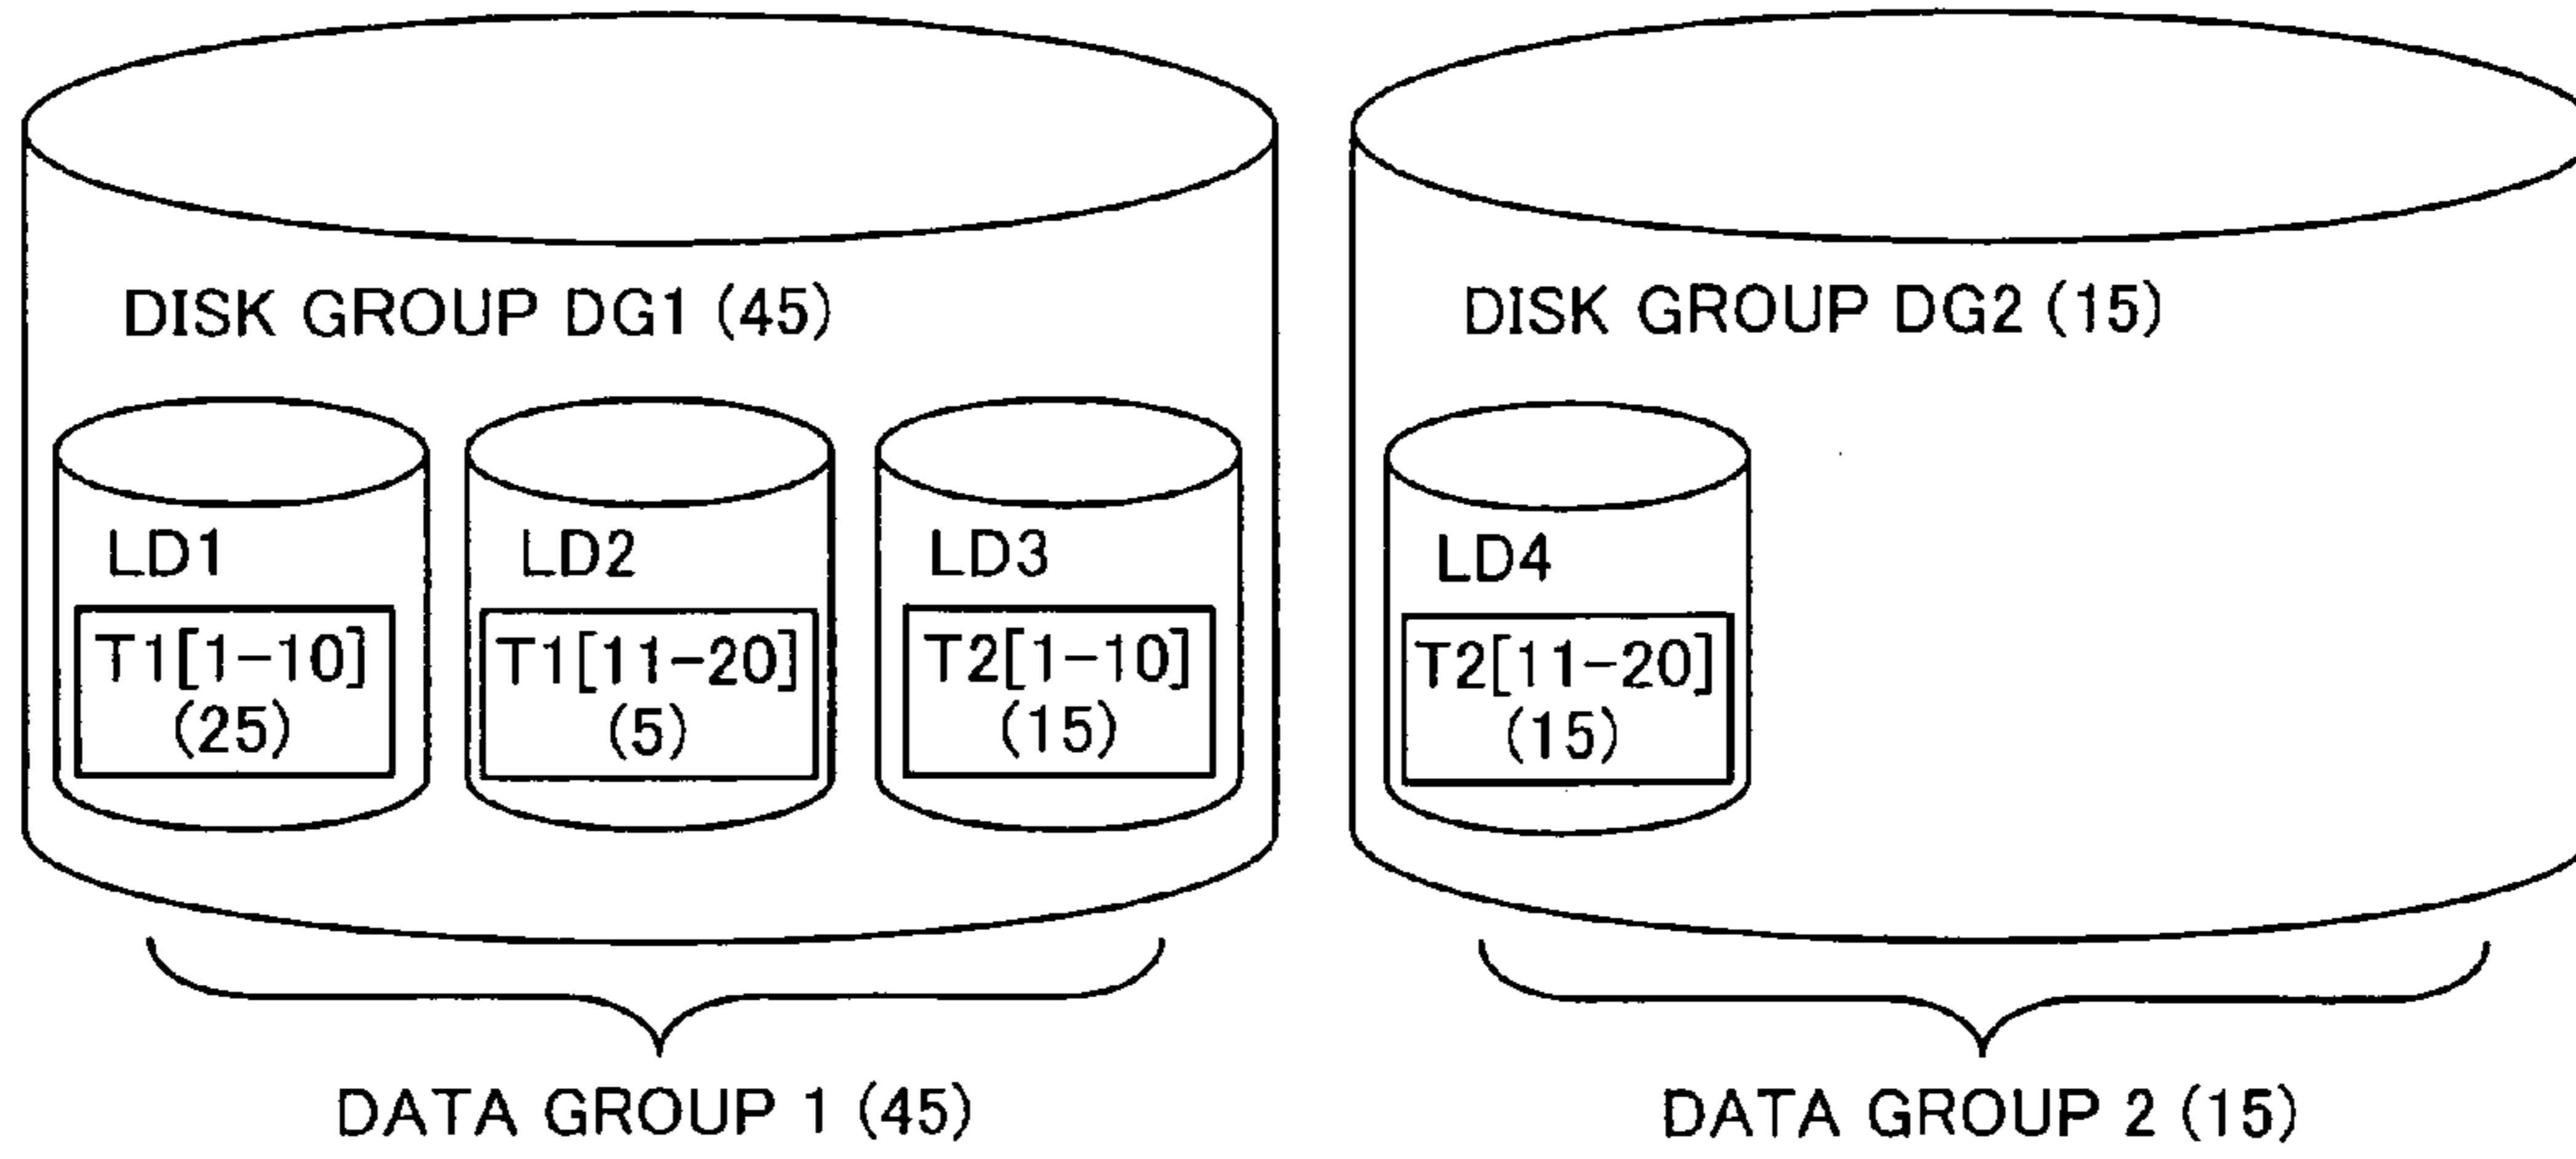 DISK GROUP DG1 (45)
LD1
T1[1-10]
(25)
LD2
T1[11-20]
(5)
LD3
T2[1-10]
(15)
DATA GROUP 1 (45)
DISK GROUP DG2 (15)
LD4
T2[11-20]
(15)
DATA GROUP 2 (15)